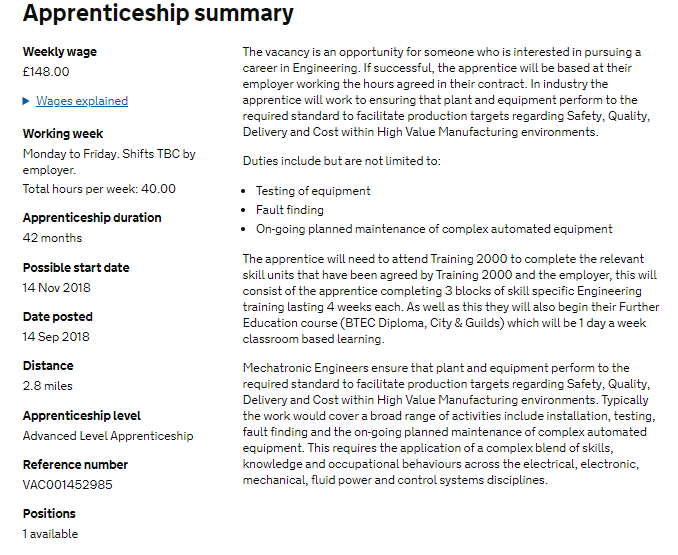 Apprenticeship summary
Weekly wage
£148.00
Wages explained
Working week
Monday to Friday. Shifts TBC by
employer.
Total hours per week: 40.00
Apprenticeship duration
42 months
Possible start date
14 Nov 2018
Date posted
14 Sep 2018
Distance
2.8 miles
Apprenticeship level
Advanced Level Apprenticeship
Reference number
VAC001452985
Positions
1 available
The vacancy is an opportunity for someone who is interested in pursuing a
career in Engineering. If successful, the apprentice will be based at their
employer working the hours agreed in their contract. In industry the
apprentice will work to ensuring that plant and equipment perform to the
required standard to facilitate production targets regarding Safety, Quality,
Delivery and Cost within High Value Manufacturing environments.
Duties include but are not limited to:
• Testing of equipment
• Fault finding
• On-going planned maintenance of complex automated equipment
The apprentice will need to attend Training 2000 to complete the relevant
skill units that have been agreed by Training 2000 and the employer, this will
consist of the apprentice completing 3 blocks of skill specific Engineering
training lasting 4 weeks each. As well as this they will also begin their Further
Education course (BTEC Diploma, City & Guilds) which will be 1 day a week
classroom based learning.
Mechatronic Engineers ensure that plant and equipment perform to the
required standard to facilitate production targets regarding Safety, Quality,
Delivery and Cost within High Value Manufacturing environments. Typically
the work would cover a broad range of activities include installation, testing,
fault finding and the on-going planned maintenance of complex automated
equipment. This requires the application of a complex blend of skills,
knowledge and occupational behaviours across the electrical, electronic,
mechanical, fluid power and control systems disciplines.